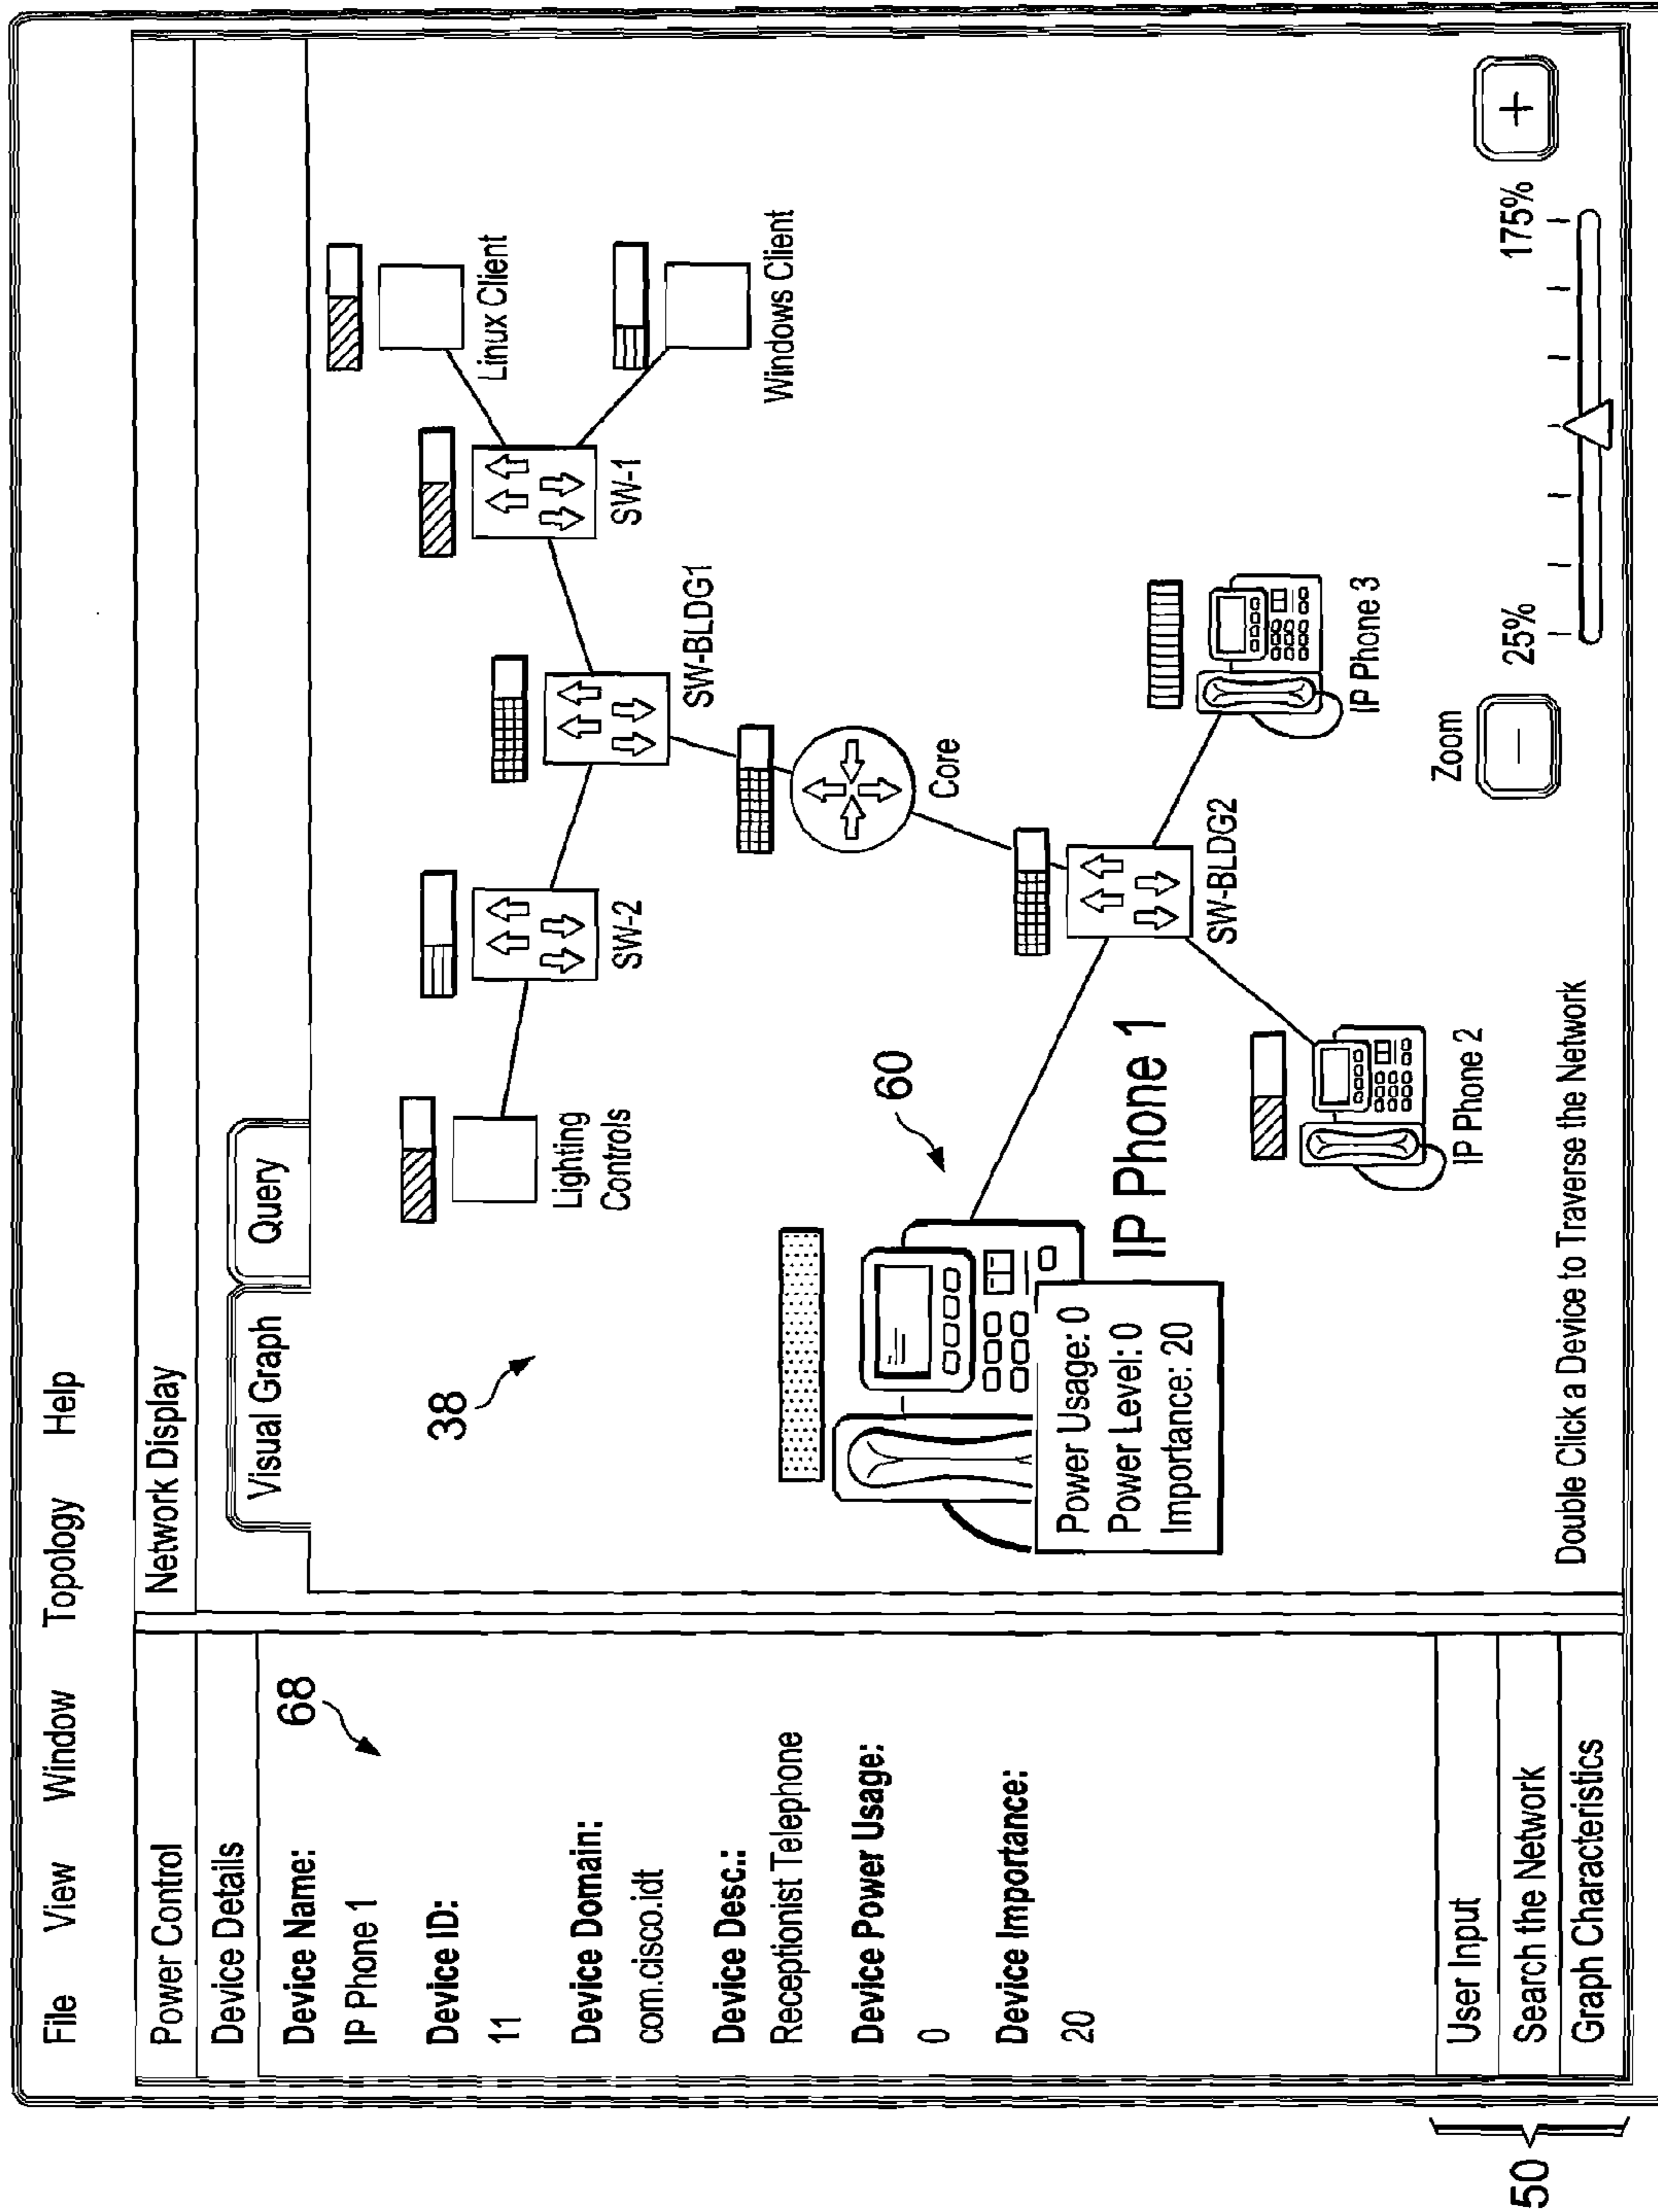 File View Window Topology Help
Power Control
Device Details
68
Device Name:
IP Phone 1
Device ID:
11
Device Domain:
com.cisco.idt
Device Desc.:
Receptionist Telephone
Device Power Usage:
0
Device Importance:
20
User Input
Search the Network
Graph Characteristics
50
Network Display
Visual Graph Query
38
Lighting
Controls
SW-2
SW-BLDG1
SW-1
Linux Client
Windows Client
Core
60
IP Phone 1
Power Usage: 0
Power Level: 0
Importance: 20
SW-BLDG2
IP Phone 2
IP Phone 3
Double Click a Device to Traverse the Network
Zoom
−
25% 175%
+